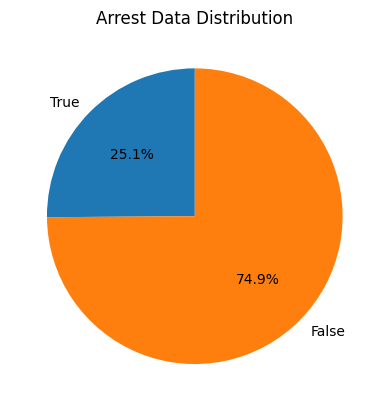 Arrest Data Distribution
True
25.1%
74.9%
False